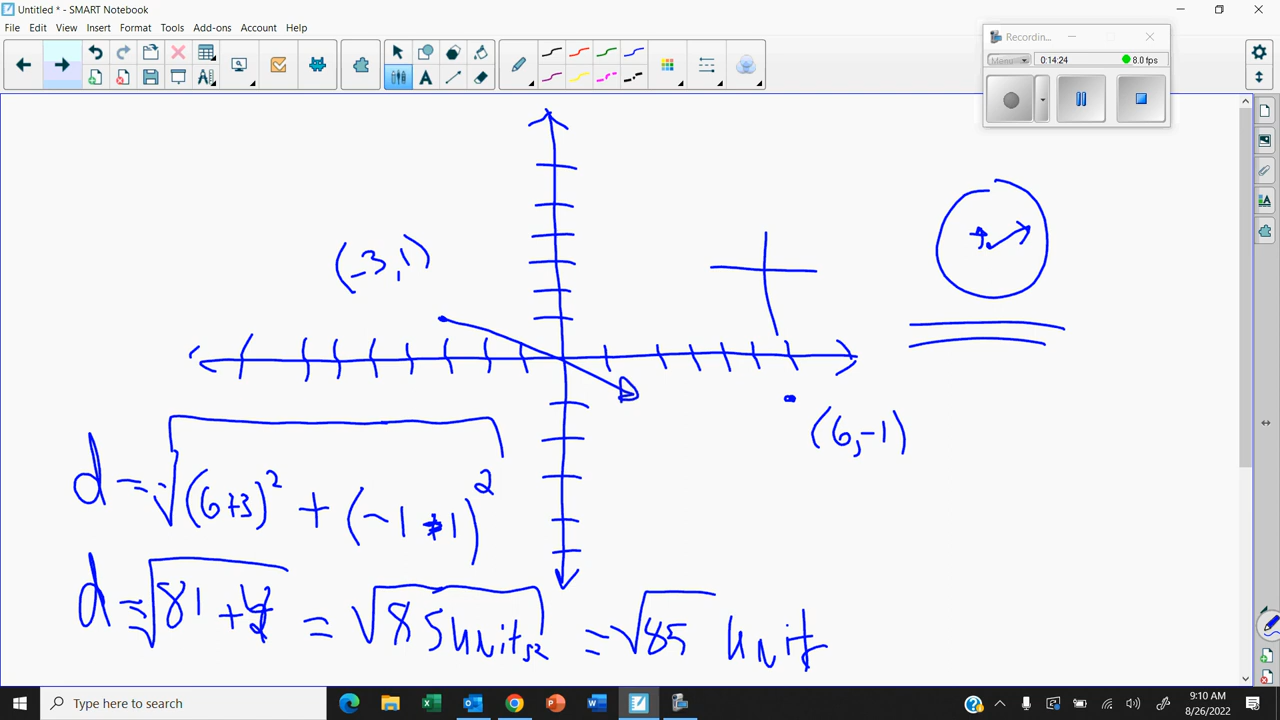 Untitled * - SMART Notebook
File Edit View Insert Format Tools Add-ons Account Help
Recordin...
Menu
0:14:24
8.0 fps
(-3,1)
(6,-1)
d = √(6+3)² + (-1-1)²
d = √81 + 4 = √85 units² = √85 units
Type here to search
9:10 AM
8/26/2022